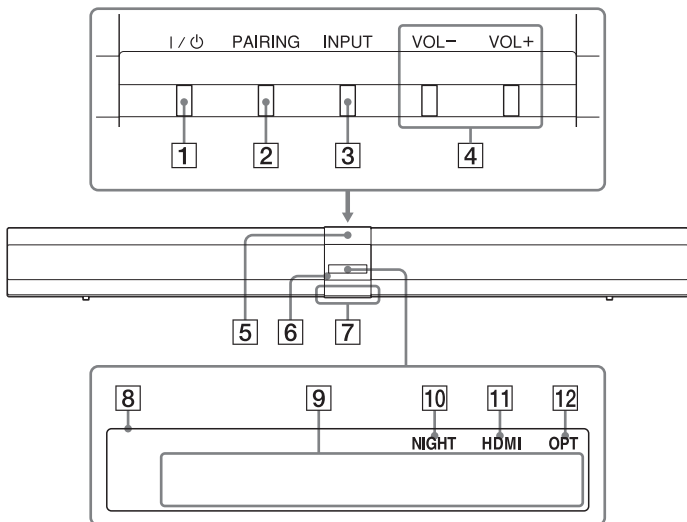 I / ⏻ PAIRING INPUT VOL− VOL+
1 2 3 4
5 6 7
8 9 10 11 12
NIGHT HDMI OPT